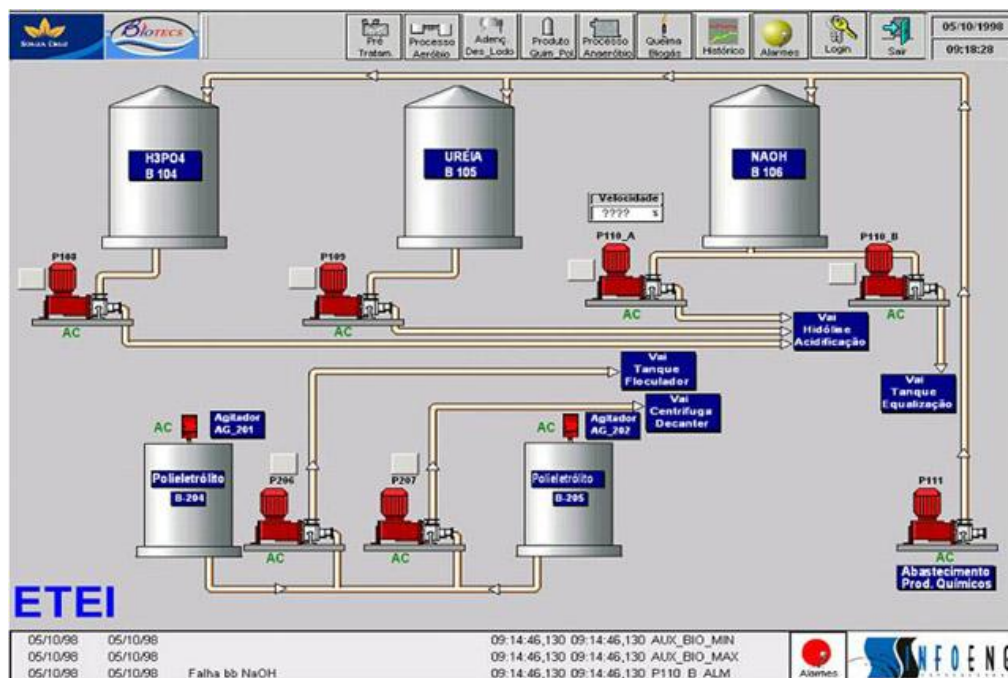 SOUZA CRUZ
BIOTECS
Pré
Tratam.
Processo
Aeróbio
Adenç.
Des_Lodo
Produto
Quím_Pol
Processo
Anaeróbio
Queima
Biogás
Histórico
Alarmes
Login
Sair
05/10/1998
09:18:28
H3PO4
B 104
URÉIA
B 105
NAOH
B 106
Velocidade
???? %
P108
P109
P110_A
P110_B
AC
AC
AC
AC
Vai
Hidólise
Acidificação
Vai
Tanque
Floculador
Vai
Tanque
Equalização
Vai
Centrífuga
Decanter
AC
Agitador
AG_201
AC
Agitador
AG_202
Polieletrólito
B-204
P206
P207
Polieletrólito
B-205
P111
AC
AC
AC
Abastecimento
Prod. Químicos
ETEI
05/10/98 05/10/98 09:14:46,130 09:14:46,130 AUX_BIO_MIN
05/10/98 05/10/98 09:14:46,130 09:14:46,130 AUX_BIO_MAX
05/10/98 05/10/98 Falha bb NaOH 09:14:46,130 09:14:46,130 P110_B_ALM
Alarmes
INFOENG